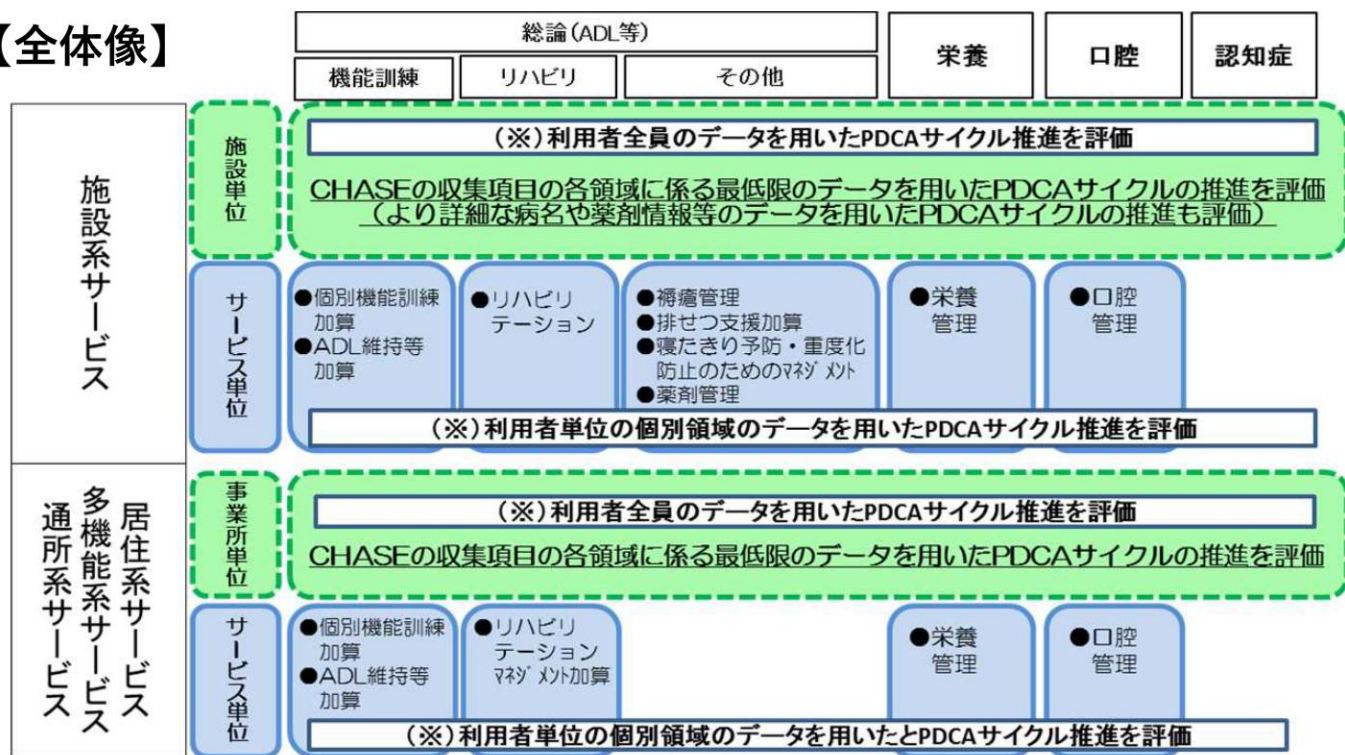 【全体像】
総論(ADL等)
機能訓練
リハビリ
その他
栄養
口腔
認知症
施設系サービス
施設単位
(※)利用者全員のデータを用いたPDCAサイクル推進を評価
CHASEの収集項目の各領域に係る最低限のデータを用いたPDCAサイクルの推進を評価
(より詳細な病名や薬剤情報等のデータを用いたPDCAサイクルの推進も評価)
サービス単位
●個別機能訓練
加算
●ADL維持等
加算
●リハビリ
テーション
●褥瘡管理
●排せつ支援加算
●寝たきり予防・重度化
防止のためのマネジメント
●薬剤管理
●栄養
管理
●口腔
管理
(※)利用者単位の個別領域のデータを用いたPDCAサイクル推進を評価
居住系サービス
多機能系サービス
通所系サービス
事業所単位
(※)利用者全員のデータを用いたPDCAサイクル推進を評価
CHASEの収集項目の各領域に係る最低限のデータを用いたPDCAサイクルの推進を評価
サービス単位
●個別機能訓練
加算
●ADL維持等
加算
●リハビリ
テーション
マネジメント加算
●栄養
管理
●口腔
管理
(※)利用者単位の個別領域のデータを用いたとPDCAサイクル推進を評価